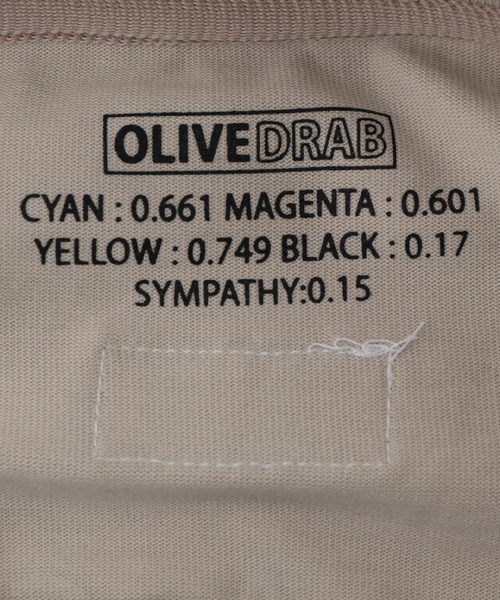 OLIVEDRAB
CYAN : 0.661 MAGENTA : 0.601
YELLOW : 0.749 BLACK : 0.17
SYMPATHY:0.15